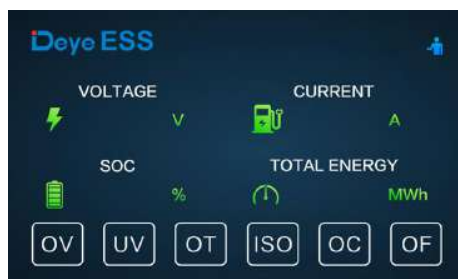 Deye ESS
VOLTAGE CURRENT
V A
SOC TOTAL ENERGY
% MWh
OV UV OT ISO OC OF